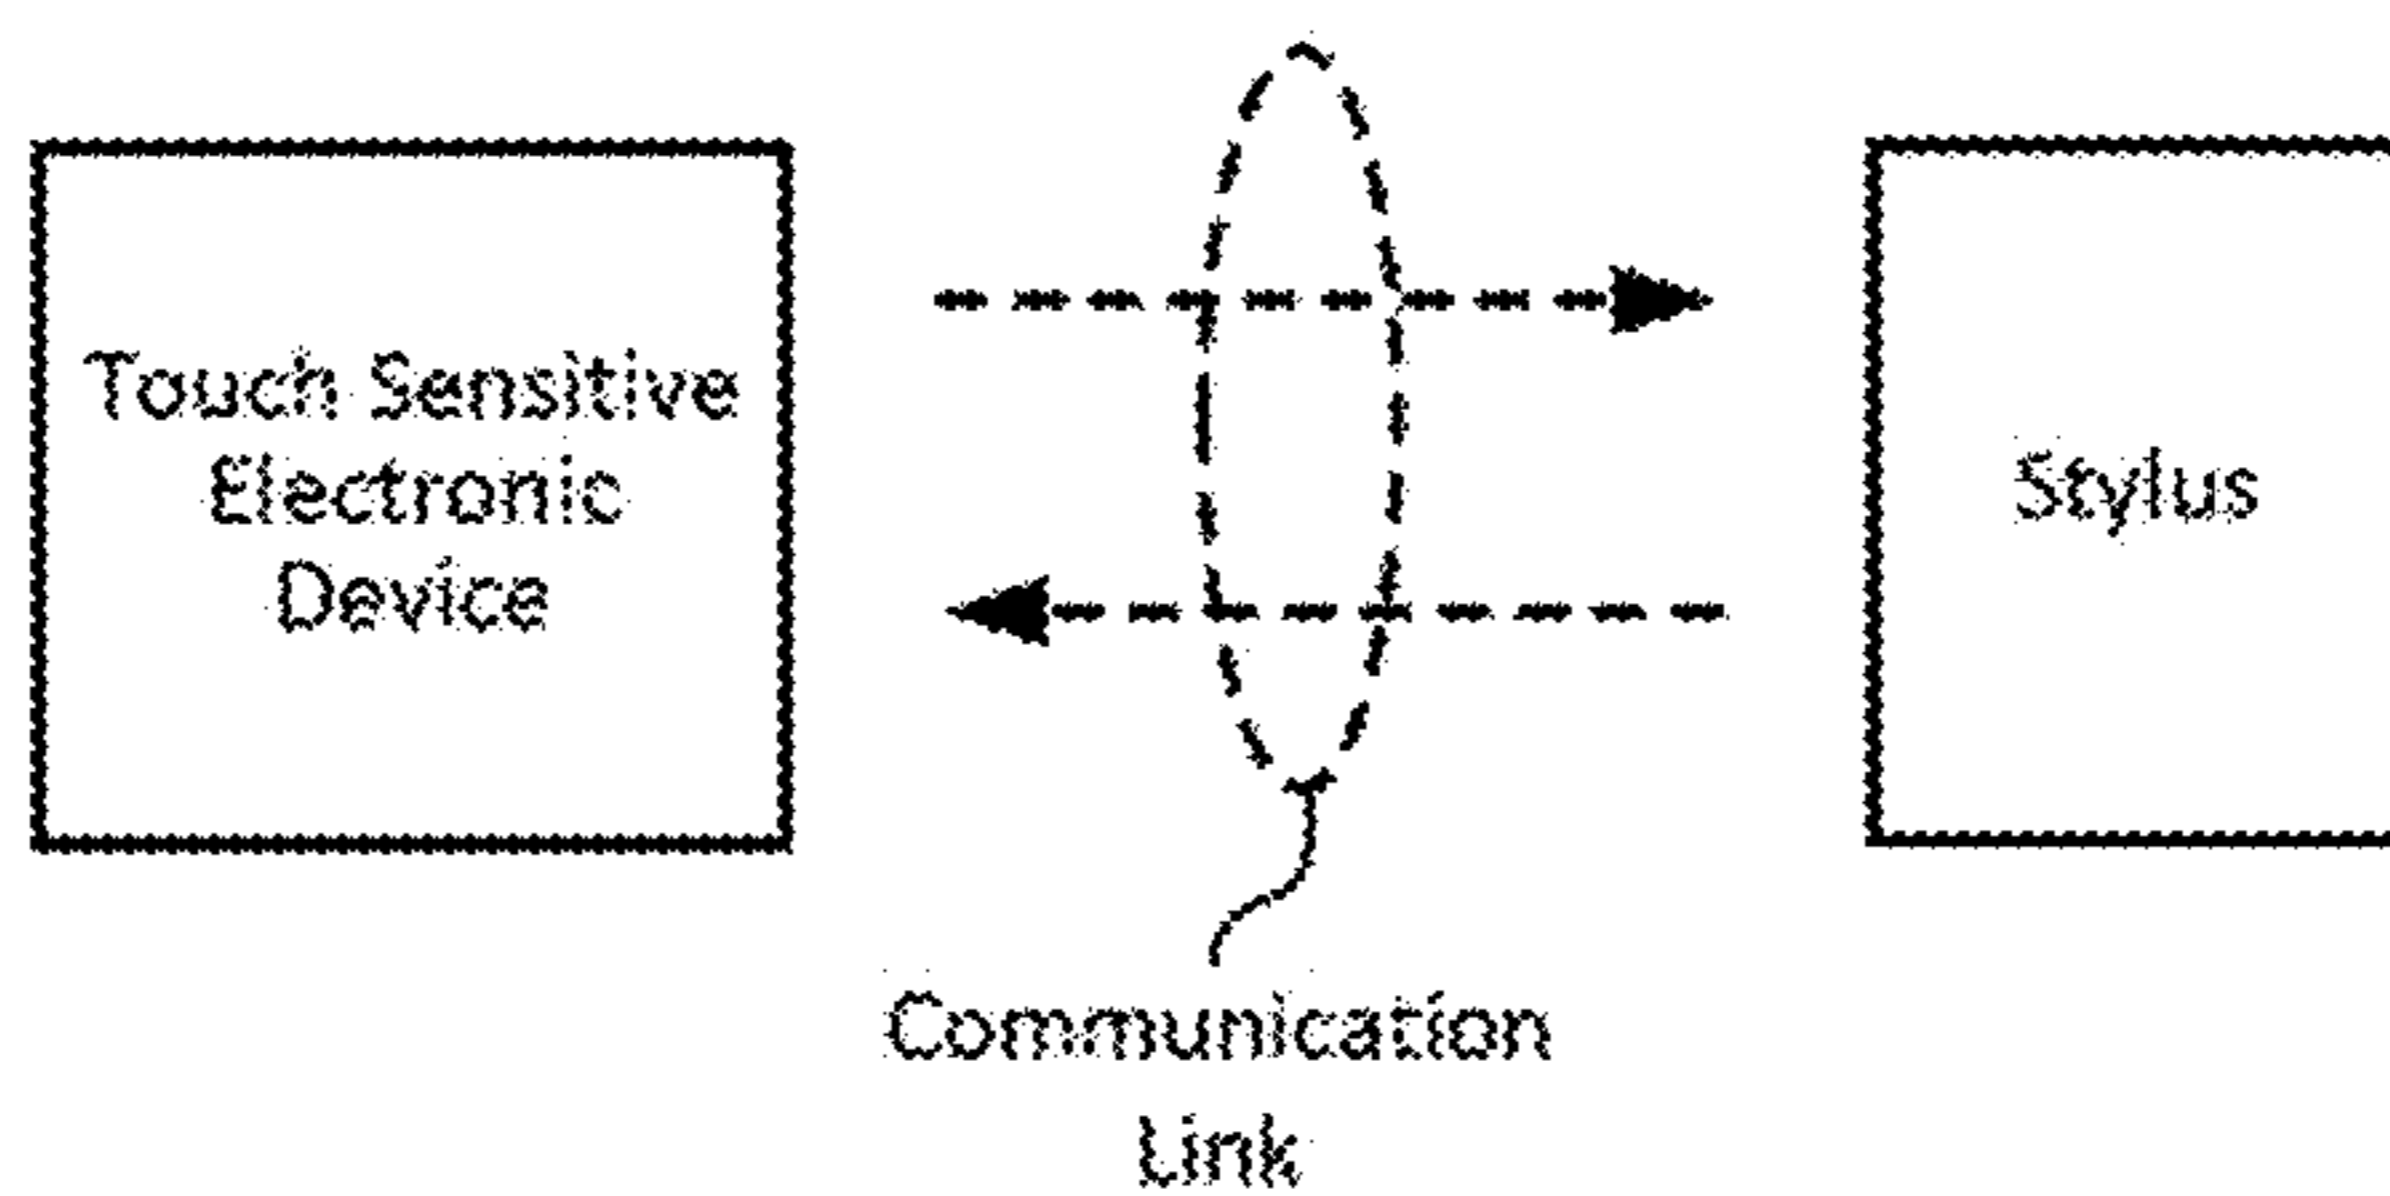 Touch Sensitive
Electronic
Device
Stylus
Communication
Link